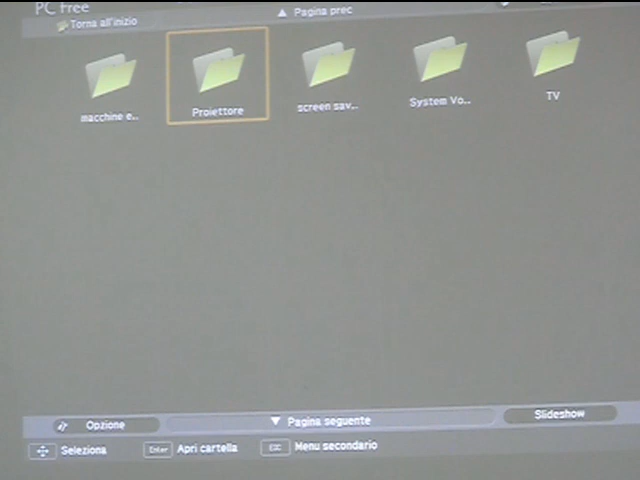 PC Free
Torna all'inizio
Pagina prec
macchine e..
Proiettore
screen sav..
System Vo..
TV
Opzione
Pagina seguente
Slideshow
Seleziona
Enter
Apri cartella
ESC
Menu secondario